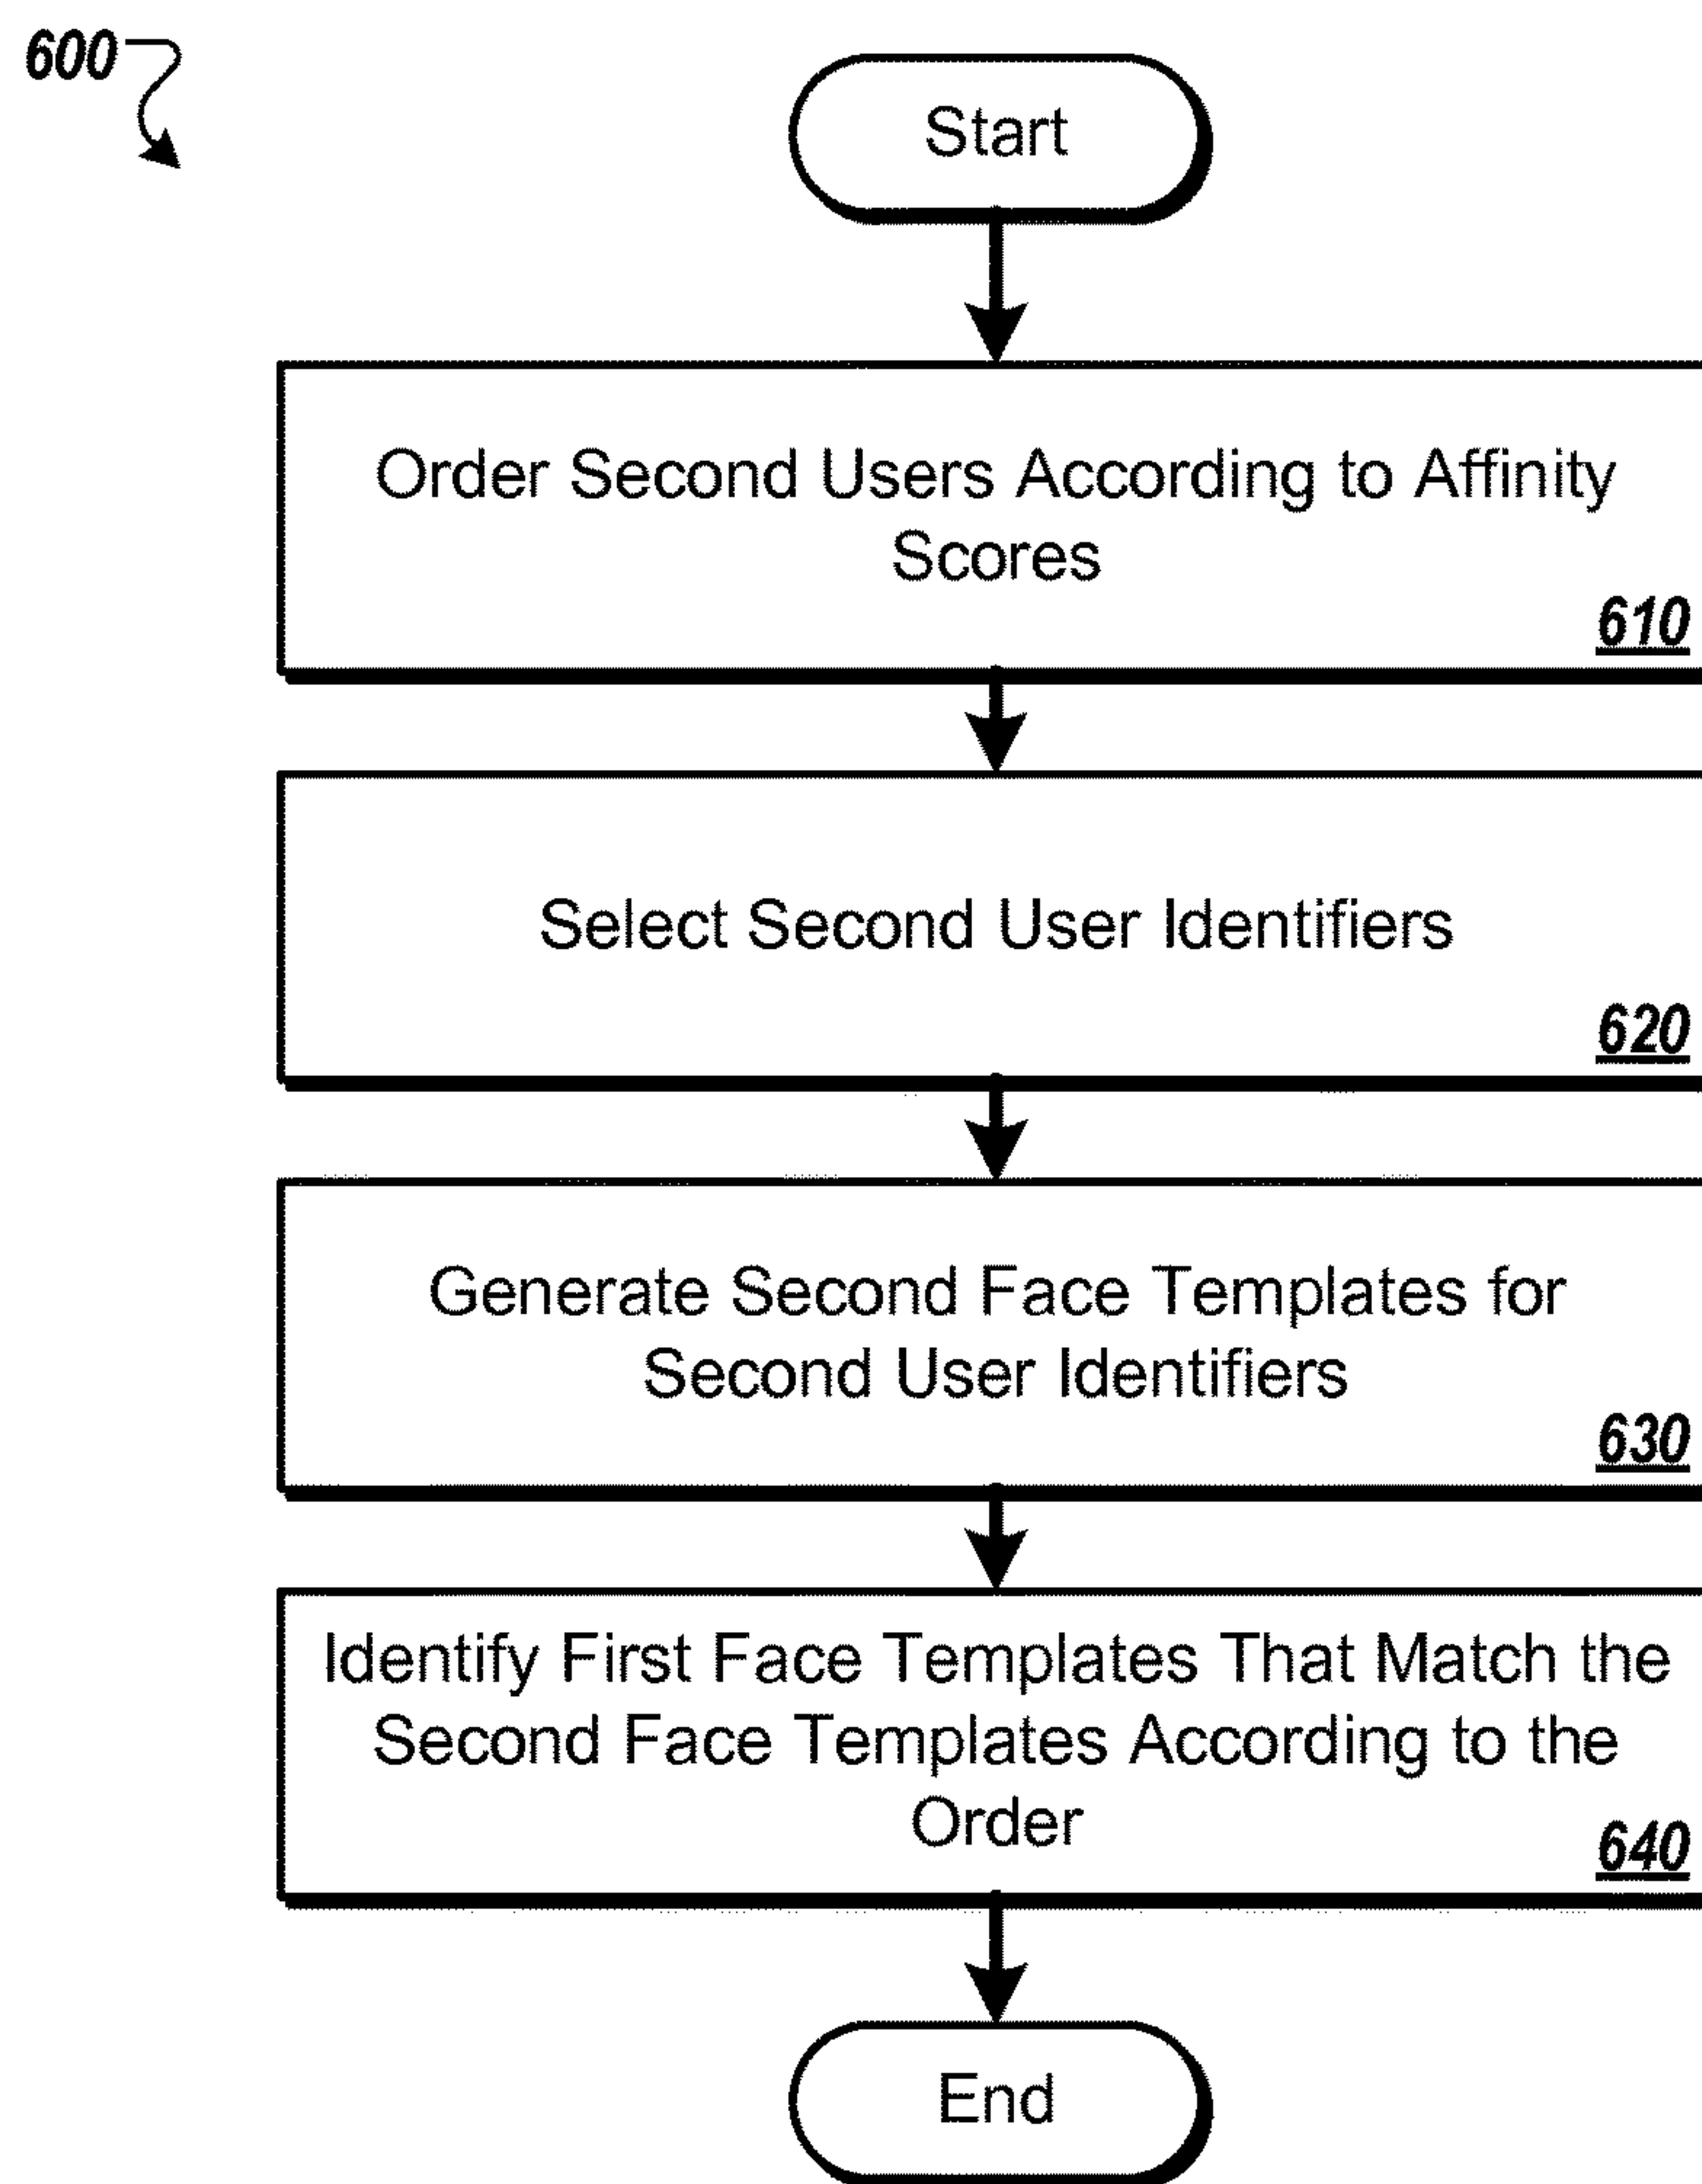 600
Start
Order Second Users According to Affinity
Scores
610
Select Second User Identifiers
620
Generate Second Face Templates for
Second User Identifiers
630
Identify First Face Templates That Match the
Second Face Templates According to the
Order
640
End